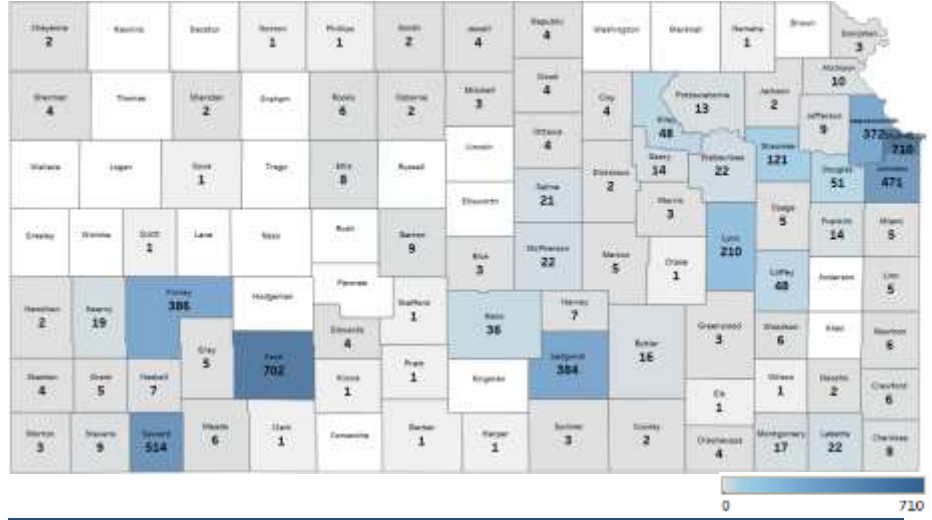 Cheyenne
2
Rawlins
Decatur
Norton
1
Phillips
1
Smith
2
Jewell
4
Republic
4
Washington
Marshall
Nemaha
1
Brown
Doniphan
3
Sherman
4
Thomas
Sheridan
2
Graham
Rooks
6
Osborne
2
Mitchell
3
Cloud
4
Clay
4
Riley
48
Pottawatomie
13
Jackson
2
Atchison
10
Jefferson
9
372
710
Wallace
Logan
Gove
1
Trego
Ellis
8
Russell
Lincoln
Ottawa
4
Saline
21
Dickinson
2
Geary
14
Wabaunsee
22
Shawnee
121
Douglas
51
Johnson
471
Greeley
Wichita
Scott
1
Lane
Ness
Rush
Barton
9
Ellsworth
Rice
3
McPherson
22
Marion
5
Morris
3
Chase
1
Lyon
210
Osage
5
Franklin
14
Miami
5
Hamilton
2
Kearny
19
Finney
386
Hodgeman
Pawnee
Stafford
1
Reno
36
Harvey
7
Butler
16
Greenwood
3
Coffey
48
Anderson
Linn
5
Gray
5
Ford
702
Edwards
4
Kiowa
1
Pratt
1
Kingman
Sedgwick
384
Elk
1
Woodson
6
Allen
Bourbon
6
Stanton
4
Grant
5
Haskell
7
Wilson
1
Neosho
2
Crawford
6
Morton
3
Stevens
9
Seward
514
Meade
6
Clark
1
Comanche
Barber
1
Harper
1
Sumner
3
Cowley
2
Chautauqua
4
Montgomery
17
Labette
22
Cherokee
8
0
710